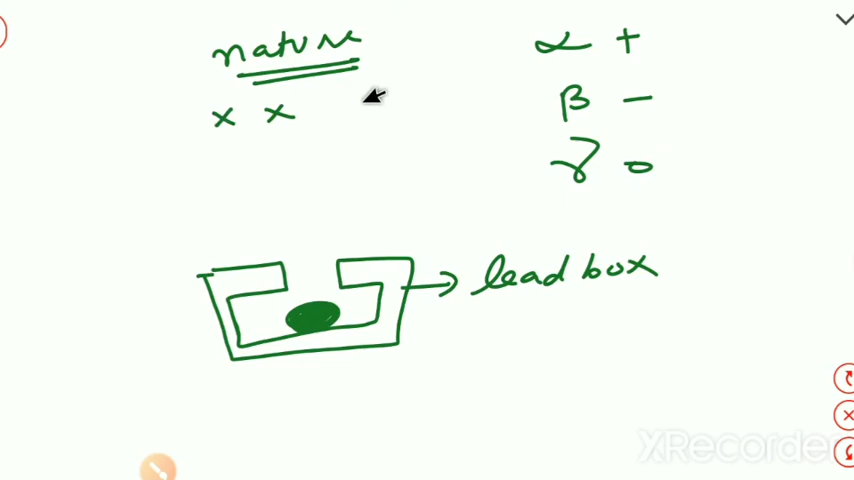 nature
α +
× ×
β −
γ 0
→ lead box
XRecorder